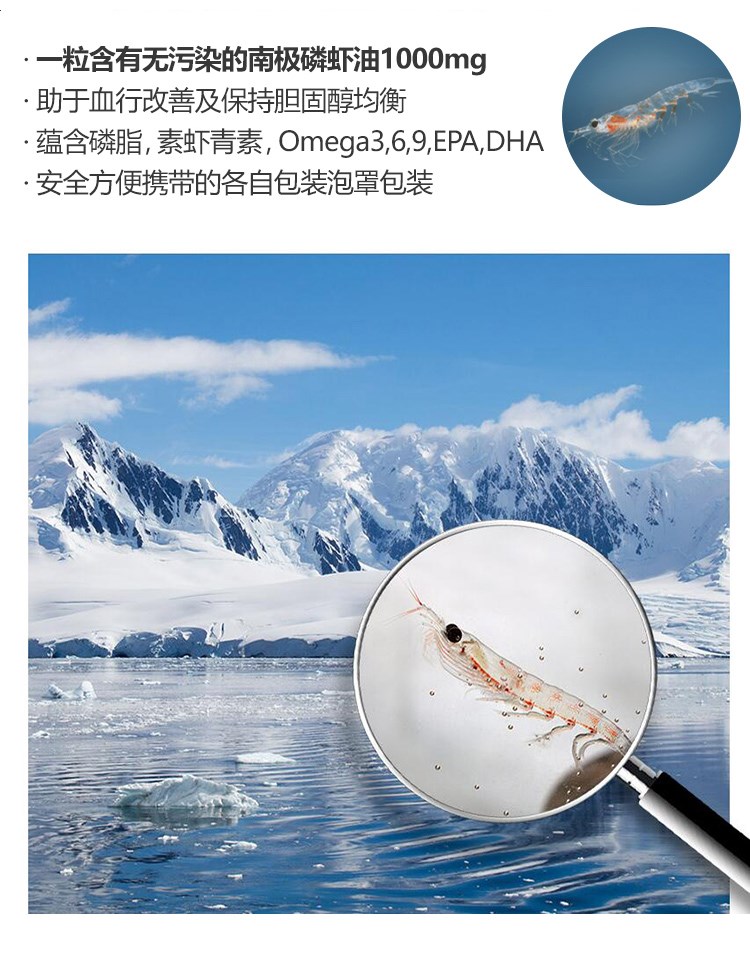 · 一粒含有无污染的南极磷虾油1000mg
· 助于血行改善及保持胆固醇均衡
· 蕴含磷脂, 素虾青素, Omega3,6,9,EPA,DHA
· 安全方便携带的各自包装泡罩包装